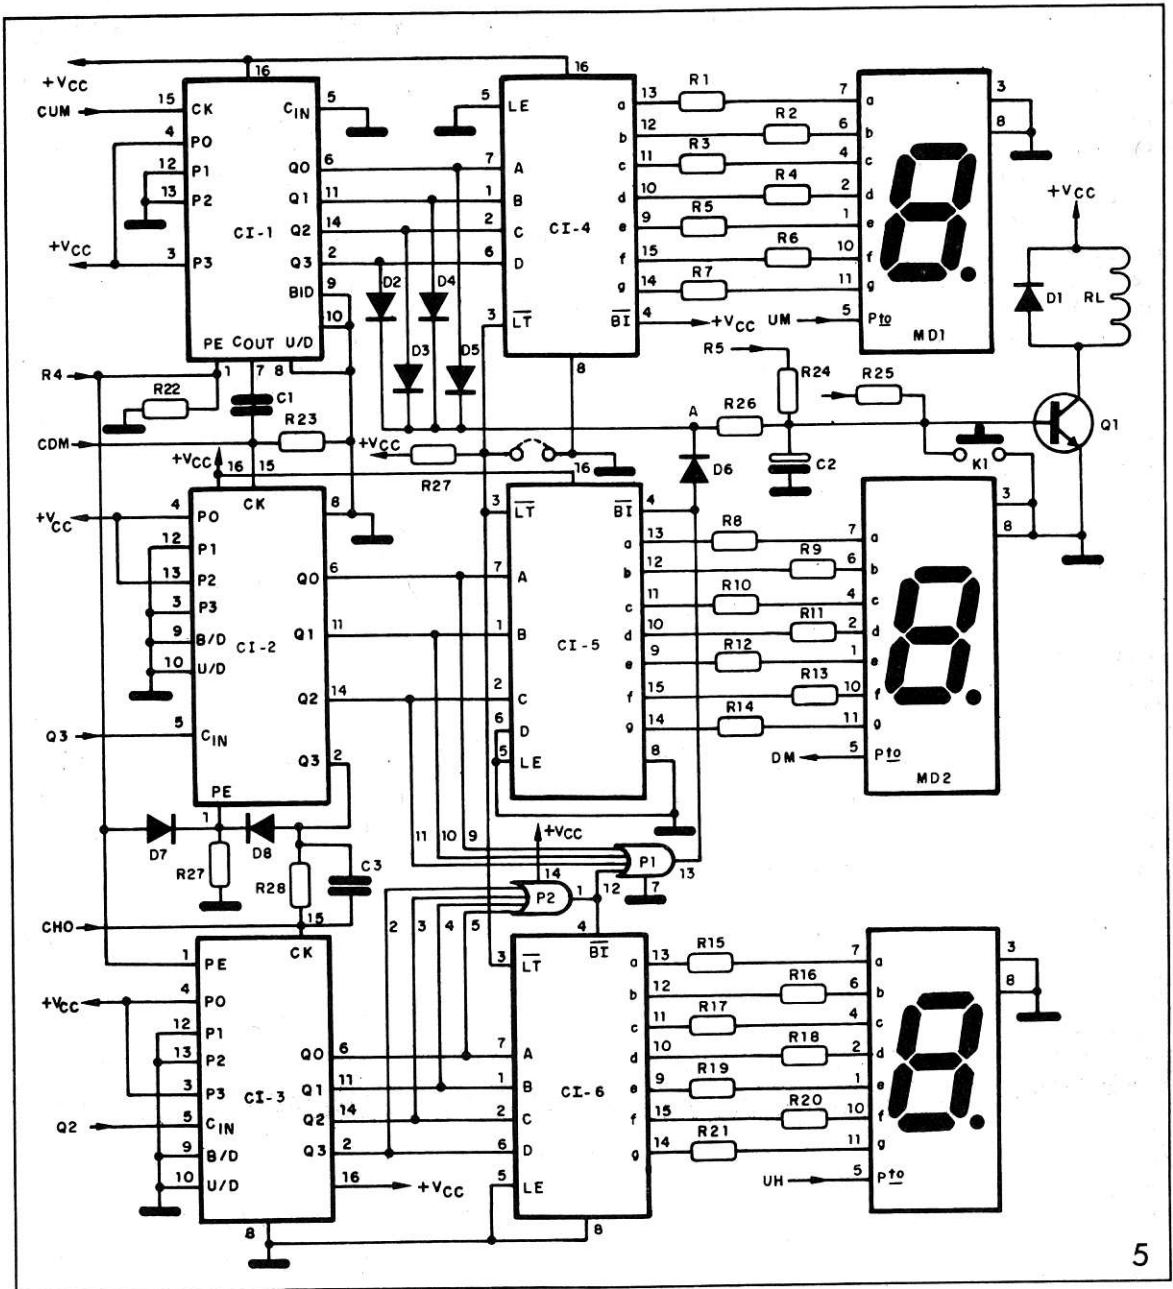 +VCC
16
16
CUM
15
CK
CIN
5
5
LE
a
13
R1
7
a
3
4
PO
b
12
R2
6
b
8
12
P1
QO
6
7
A
c
11
R3
4
c
13
P2
Q1
11
1
B
d
10
R4
2
d
CI-1
Q2
14
2
C
CI-4
e
9
R5
1
e
+VCC
3
P3
Q3
2
6
D
f
15
R6
10
f
BID
9
D2
D4
g
14
R7
11
g
10
3
LT
BI
4
+VCC
UM
5
Pto
MD1
+VCC
D1
RL
PE
COUT
U/D
1
7
8
D3
D5
8
R5
R4
R22
C1
R24
R25
CDM
R23
A
R26
Q1
+VCC
16
15
+VCC
R27
16
D6
C2
K1
4
PO
CK
8
3
LT
BI
4
3
+VCC
12
P1
a
13
R8
7
a
8
13
P2
QO
6
7
A
b
12
R9
6
b
3
P3
c
11
R10
4
c
9
B/D
Q1
11
1
B
d
10
R11
2
d
CI-2
CI-5
10
U/D
e
9
R12
1
e
Q2
14
2
C
f
15
R13
10
f
Q3
5
CIN
6
D
g
14
R14
11
g
Q3
2
5
LE
8
DM
5
Pto
MD2
PE
1
D7
D8
11
10
9
+VCC
R27
R28
C3
14
P2
1
12
P1
13
7
CHO
15
2
3
4
5
4
CK
BI
1
PE
3
LT
a
13
R15
7
a
3
+VCC
4
PO
b
12
R16
6
b
8
12
P1
c
11
R17
4
c
13
P2
QO
6
7
A
d
10
R18
2
d
3
P3
CI-3
Q1
11
1
B
CI-6
e
9
R19
1
e
Q2
5
CIN
Q2
14
2
C
f
15
R20
10
f
9
B/D
Q3
2
6
D
g
14
R21
11
g
10
U/D
16
+VCC
5
LE
UH
5
Pto
8
8
5